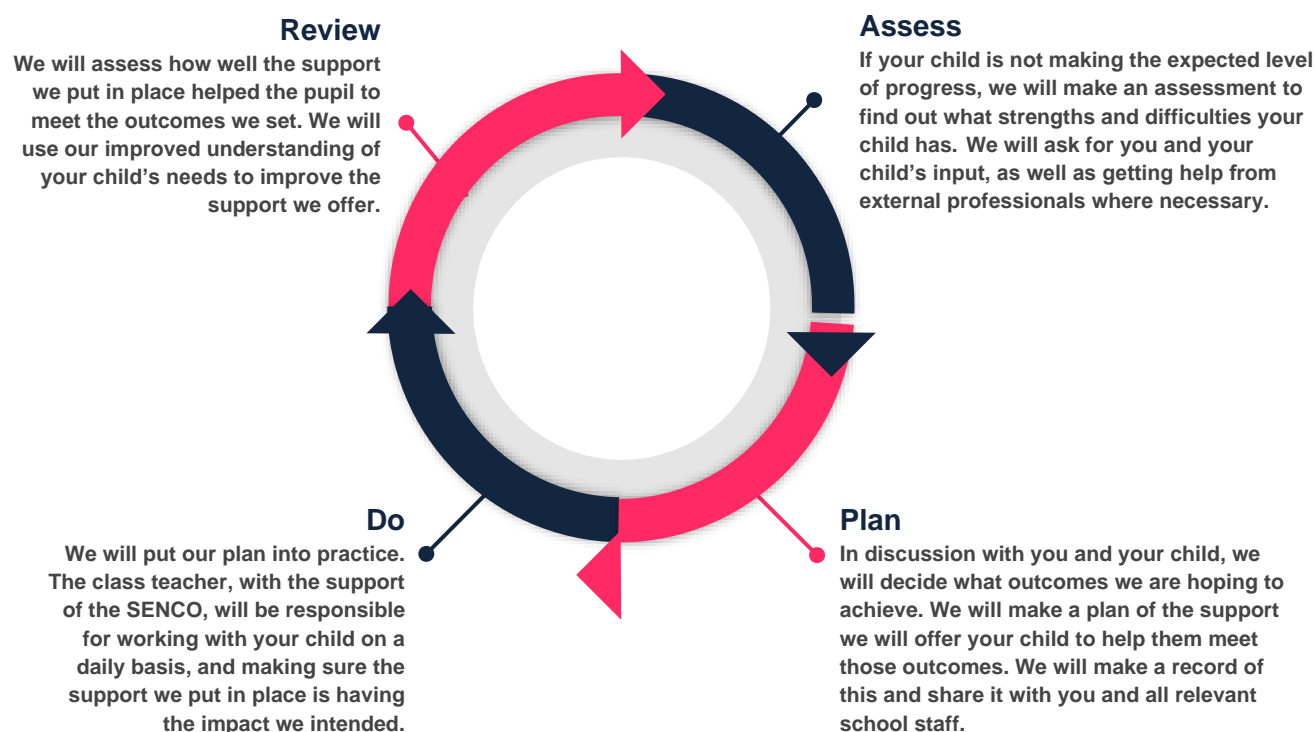 Review
We will assess how well the support
we put in place helped the pupil to
meet the outcomes we set. We will
use our improved understanding of
your child’s needs to improve the
support we offer.
Assess
If your child is not making the expected level
of progress, we will make an assessment to
find out what strengths and difficulties your
child has. We will ask for you and your
child’s input, as well as getting help from
external professionals where necessary.
Do
We will put our plan into practice.
The class teacher, with the support
of the SENCO, will be responsible
for working with your child on a
daily basis, and making sure the
support we put in place is having
the impact we intended.
Plan
In discussion with you and your child, we
will decide what outcomes we are hoping to
achieve. We will make a plan of the support
we will offer your child to help them meet
those outcomes. We will make a record of
this and share it with you and all relevant
school staff.